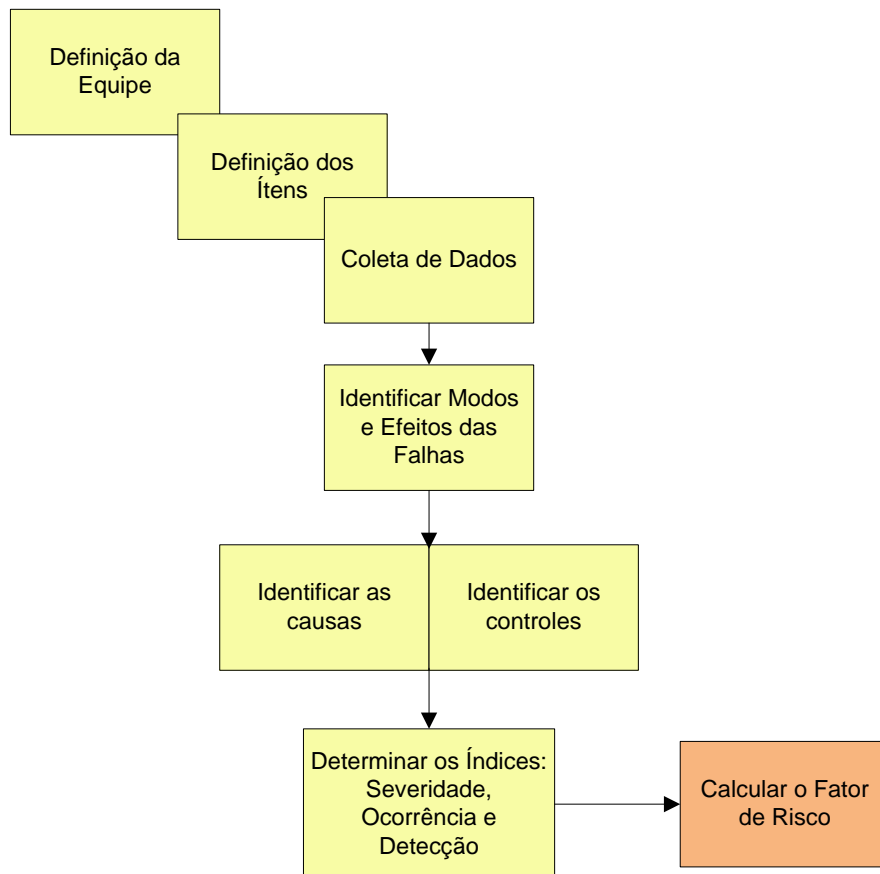 Definição da
Equipe
Definição dos
Ítens
Coleta de Dados
Identificar Modos
e Efeitos das
Falhas
Identificar as
causas
Identificar os
controles
Determinar os Índices:
Severidade,
Ocorrência e
Detecção
Calcular o Fator
de Risco